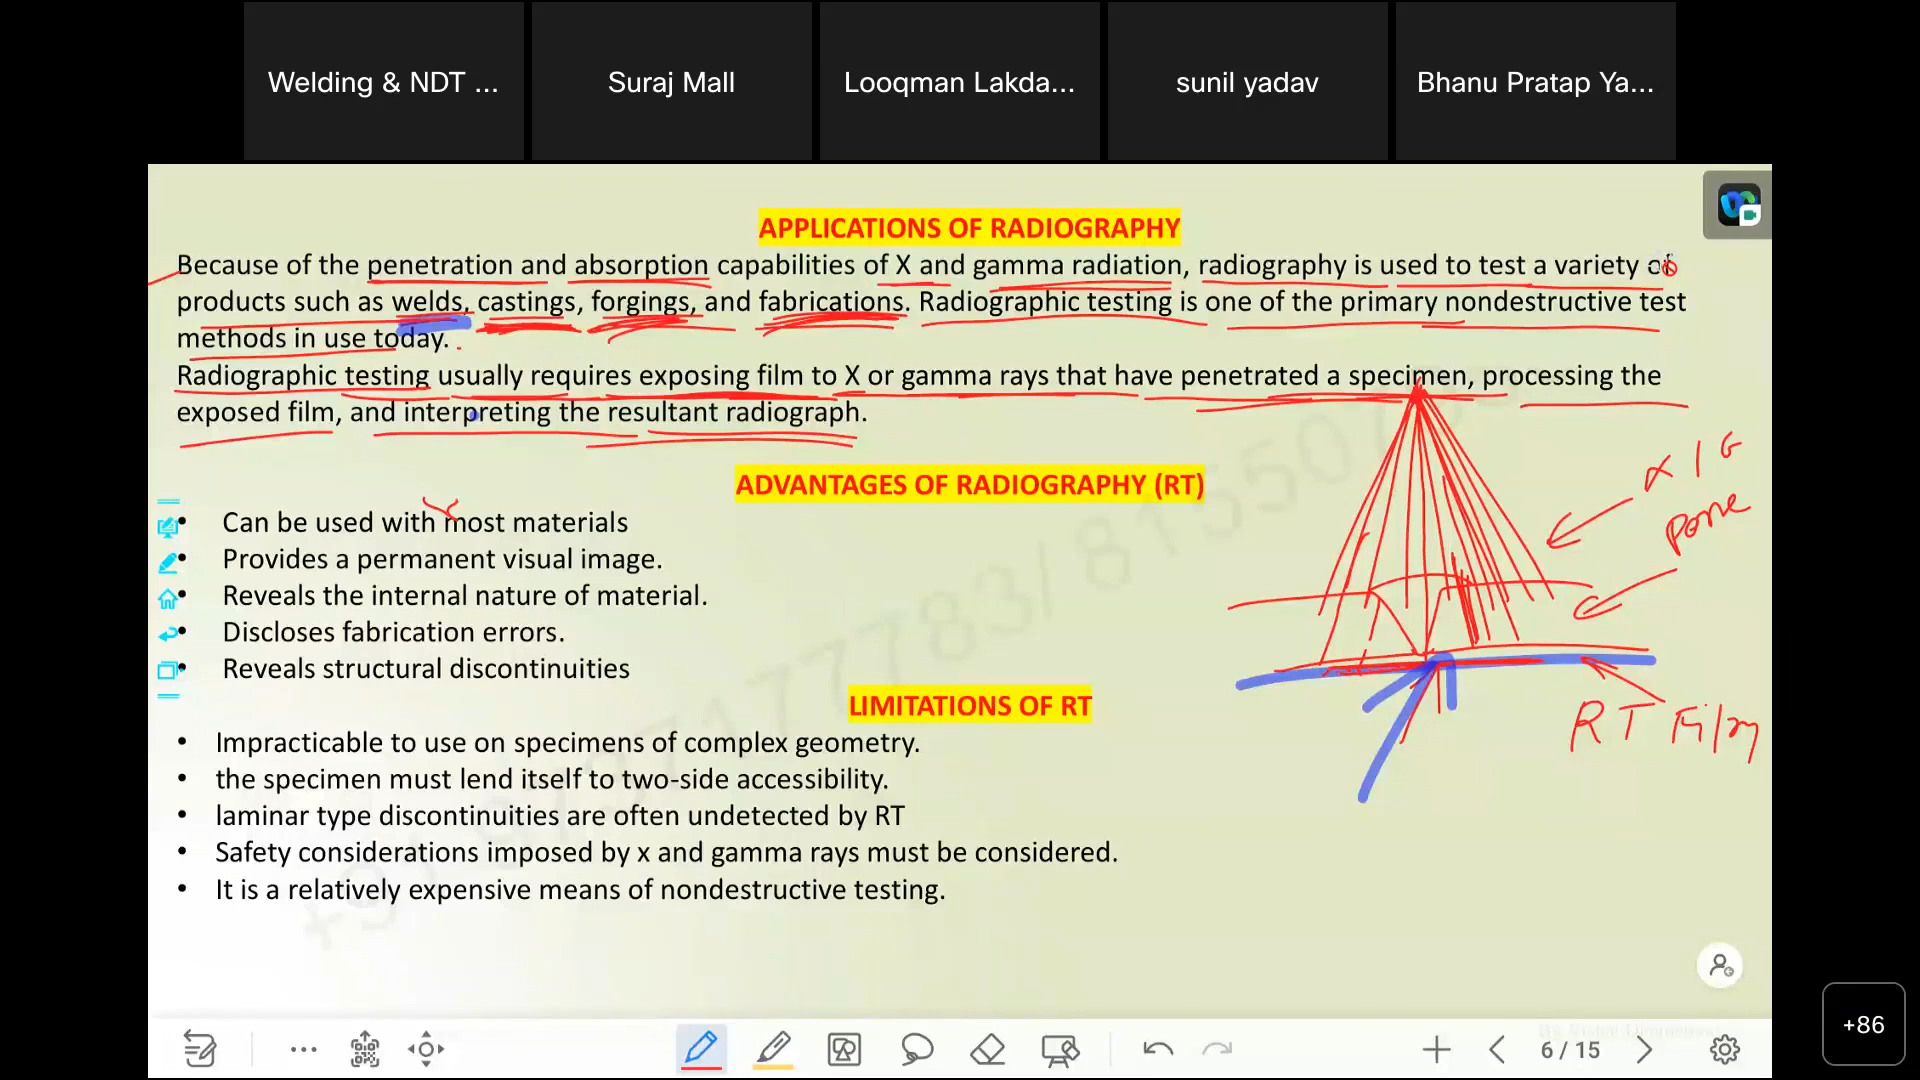 Welding & NDT ...
Suraj Mall
Looqman Lakda...
sunil yadav
Bhanu Pratap Ya...
APPLICATIONS OF RADIOGRAPHY
Because of the penetration and absorption capabilities of X and gamma radiation, radiography is used to test a variety of
products such as welds, castings, forgings, and fabrications. Radiographic testing is one of the primary nondestructive test
methods in use today.
Radiographic testing usually requires exposing film to X or gamma rays that have penetrated a specimen, processing the
exposed film, and interpreting the resultant radiograph.
ADVANTAGES OF RADIOGRAPHY (RT)
• Can be used with most materials
• Provides a permanent visual image.
• Reveals the internal nature of material.
• Discloses fabrication errors.
• Reveals structural discontinuities
X / G
RT Film
LIMITATIONS OF RT
• Impracticable to use on specimens of complex geometry.
• the specimen must lend itself to two-side accessibility.
• laminar type discontinuities are often undetected by RT
• Safety considerations imposed by x and gamma rays must be considered.
• It is a relatively expensive means of nondestructive testing.
6 / 15
+86